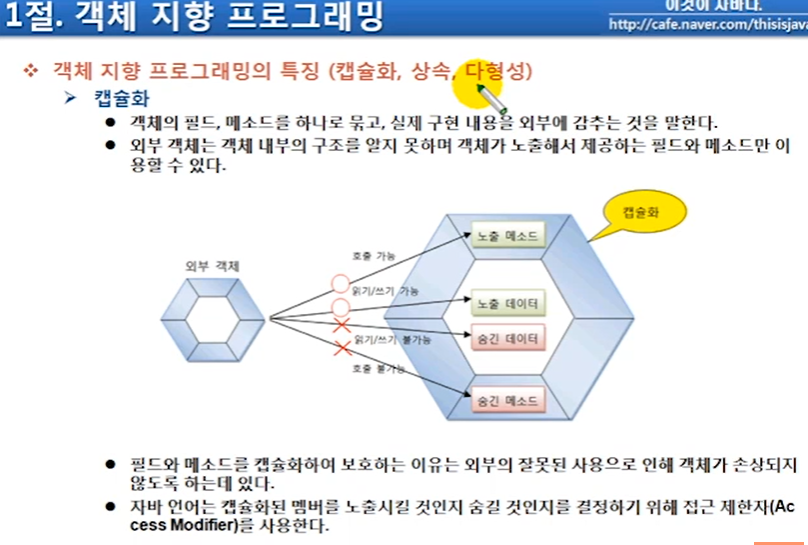 1절. 객체 지향 프로그래밍
이것이 자바다.
http://cafe.naver.com/thisisjava
❖ 객체 지향 프로그래밍의 특징 (캡슐화, 상속, 다형성)
➢ 캡슐화
● 객체의 필드, 메소드를 하나로 묶고, 실제 구현 내용을 외부에 감추는 것을 말한다.
● 외부 객체는 객체 내부의 구조를 알지 못하며 객체가 노출해서 제공하는 필드와 메소드만 이
용할 수 있다.
캡슐화
노출 메소드
호출 가능
외부 객체
읽기/쓰기 가능
노출 데이터
숨긴 데이터
읽기/쓰기 불가능
호출 불가능
숨긴 메소드
● 필드와 메소드를 캡슐화하여 보호하는 이유는 외부의 잘못된 사용으로 인해 객체가 손상되지
않도록 하는데 있다.
● 자바 언어는 캡슐화된 멤버를 노출시킬 것인지 숨길 것인지를 결정하기 위해 접근 제한자(Ac
cess Modifier)를 사용한다.